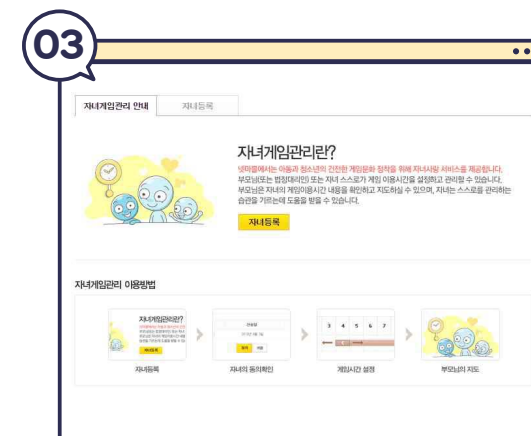 03
자녀게임관리 안내
자녀등록
자녀게임관리란?
넷마블에서는 아동과 청소년의 건전한 게임문화 정착을 위해 자녀사랑 서비스를 제공합니다.
부모님(또는 법정대리인) 또는 자녀 스스로가 게임 이용시간을 설정하고 관리할 수 있습니다.
부모님은 자녀의 게임이용시간 내용을 확인하고 지도하실 수 있으며, 자녀는 스스로를 관리하는
습관을 기르는데 도움을 받을 수 있습니다.
자녀등록
자녀게임관리 이용방법
자녀게임관리란?
자녀등록
3 4 5 6 7
자녀등록
자녀의 동의확인
게임시간 설정
부모님의 지도